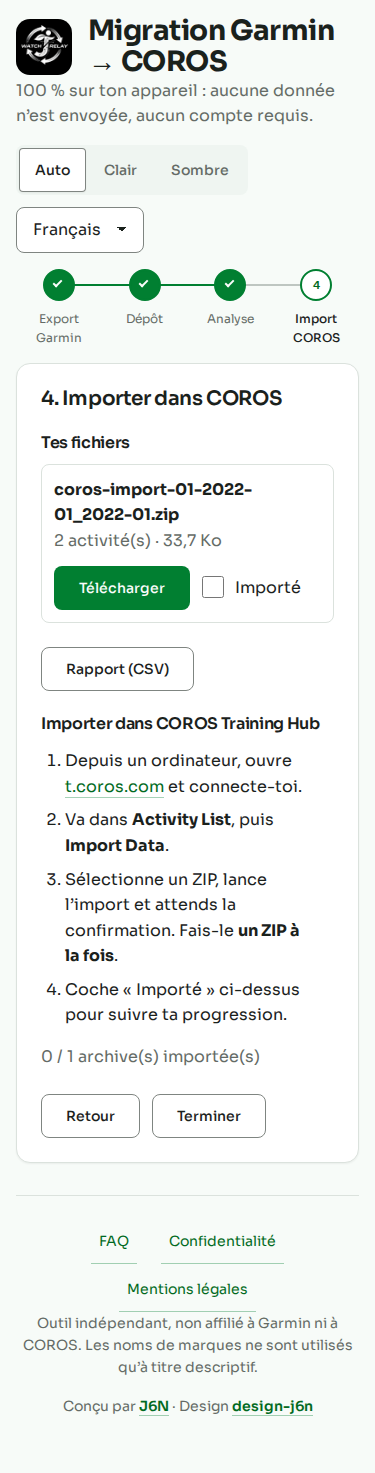 WATCH RELAY
Migration Garmin
→ COROS
100 % sur ton appareil : aucune donnée
n’est envoyée, aucun compte requis.
Auto Clair Sombre
Français
4
Export
Garmin
Dépôt
Analyse
Import
COROS
4. Importer dans COROS
Tes fichiers
coros-import-01-2022-
01_2022-01.zip
2 activité(s) · 33,7 Ko
Télécharger Importé
Rapport (CSV)
Importer dans COROS Training Hub
1. Depuis un ordinateur, ouvre
t.coros.com et connecte-toi.
2. Va dans Activity List, puis
Import Data.
3. Sélectionne un ZIP, lance
l’import et attends la
confirmation. Fais-le un ZIP à
la fois.
4. Coche « Importé » ci-dessus
pour suivre ta progression.
0 / 1 archive(s) importée(s)
Retour Terminer
FAQ Confidentialité
Mentions légales
Outil indépendant, non affilié à Garmin ni à
COROS. Les noms de marques ne sont utilisés
qu’à titre descriptif.
Conçu par J6N · Design design-j6n